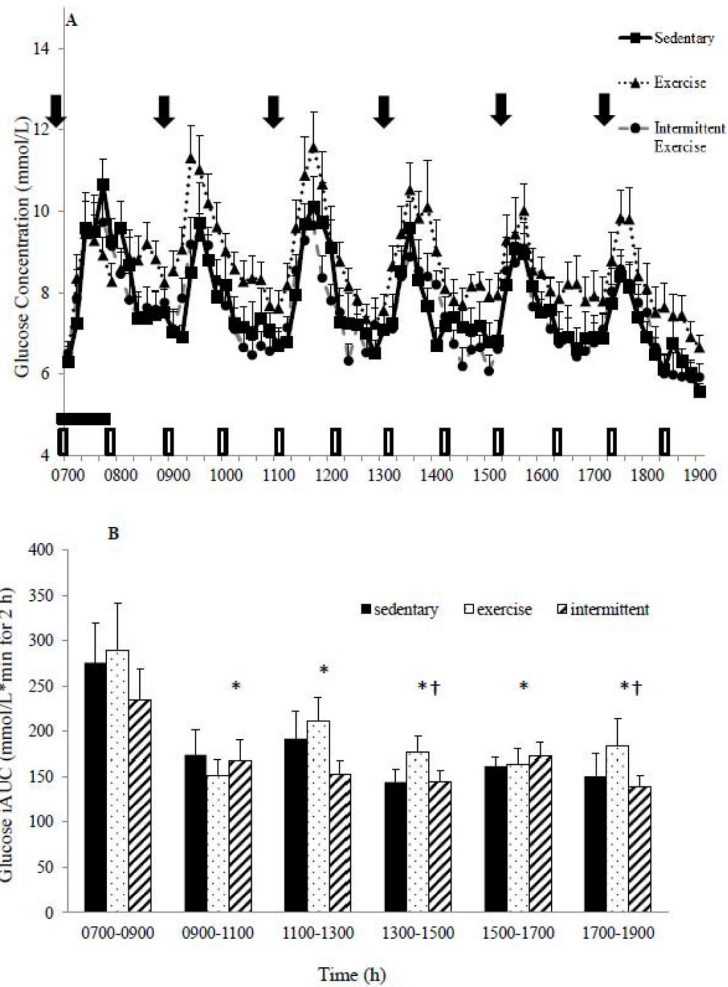 A
14
12
10
8
6
4
Glucose Concentration (mmol/L)
Sedentary
Exercise
Intermittent
Exercise
0700 0800 0900 1000 1100 1200 1300 1400 1500 1600 1700 1800 1900
B
400
350
300
250
200
150
100
50
0
Glucose iAUC (mmol/L*min for 2 h)
sedentary exercise intermittent
* * *† * *†
0700-0900 0900-1100 1100-1300 1300-1500 1500-1700 1700-1900
Time (h)